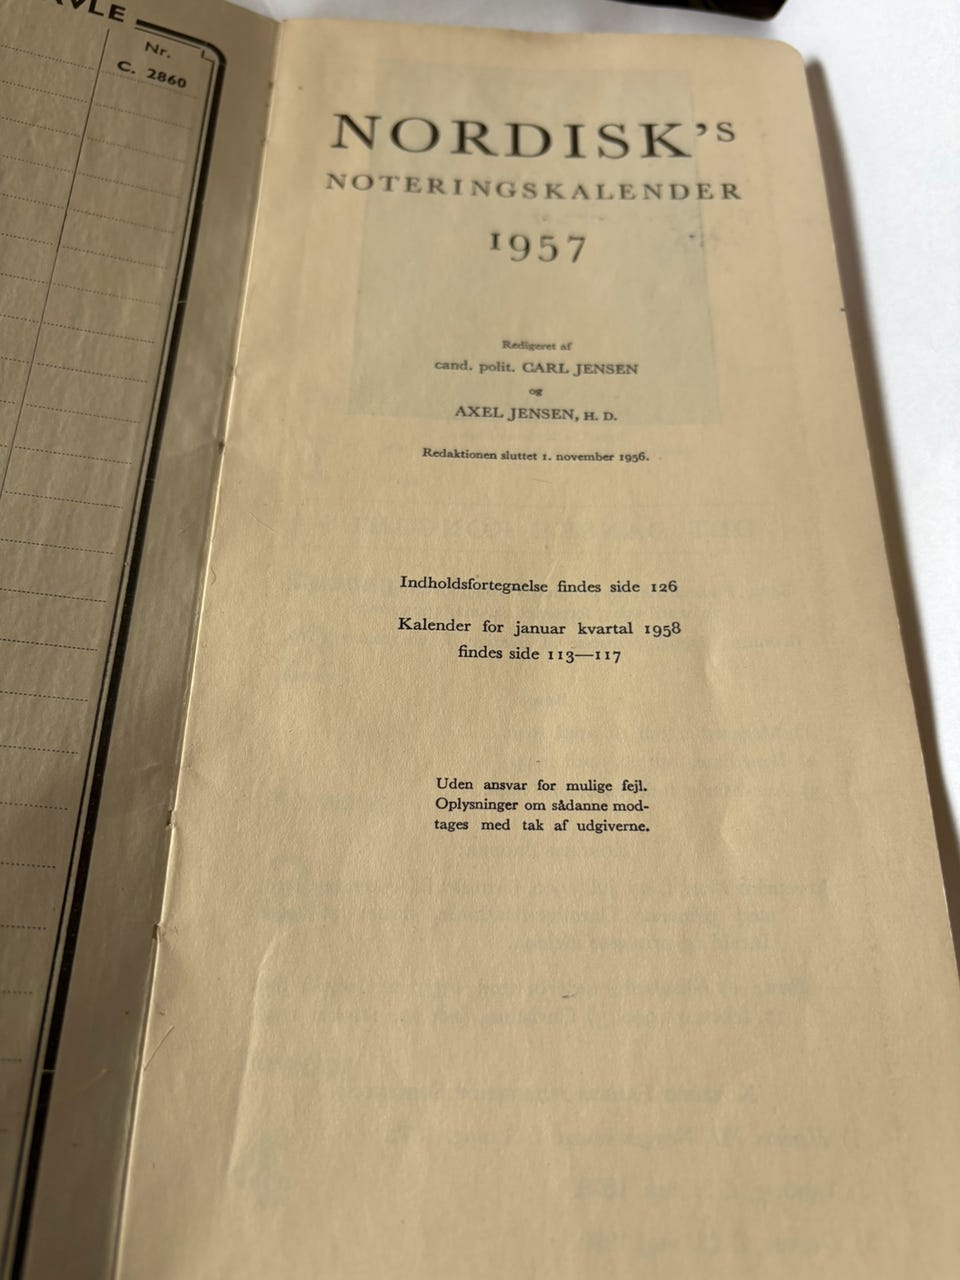 Nr.
C. 2860
NORDISK'S
NOTERINGSKALENDER
1957
Redigeret af
cand. polit. CARL JENSEN
og
AXEL JENSEN, H. D.
Redaktionen sluttet 1. november 1956.
Indholdsfortegnelse findes side 126
Kalender for januar kvartal 1958
findes side 113—117
Uden ansvar for mulige fejl.
Oplysninger om sådanne mod-
tages med tak af udgiverne.